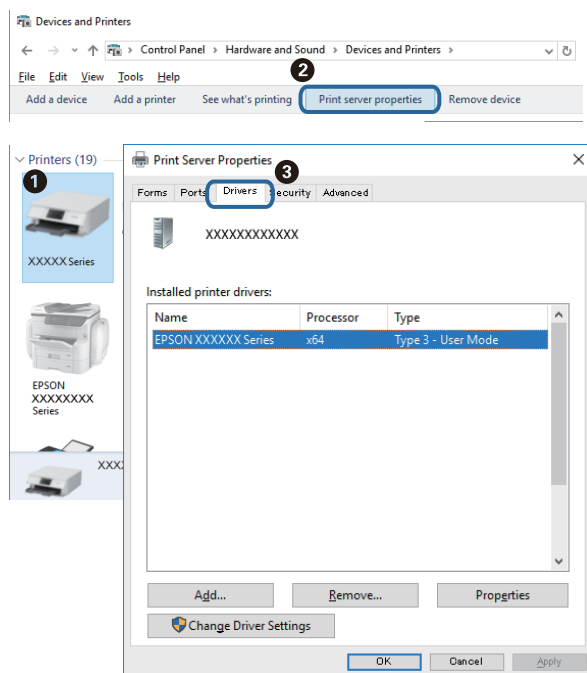 Devices and Printers
Control Panel > Hardware and Sound > Devices and Printers >
2
File Edit View Tools Help
Add a device Add a printer See what's printing Print server properties Remove device
Printers (19)
1
XXXXX Series
EPSON
XXXXXXXX
Series
XXX
Print Server Properties
3
Forms Ports Drivers ecurity Advanced
XXXXXXXXXXXX
Installed printer drivers:
Name Processor Type
EPSON XXXXXX Series x64 Type 3 - User Mode
Add... Remove... Properties
Change Driver Settings
OK Cancel Apply